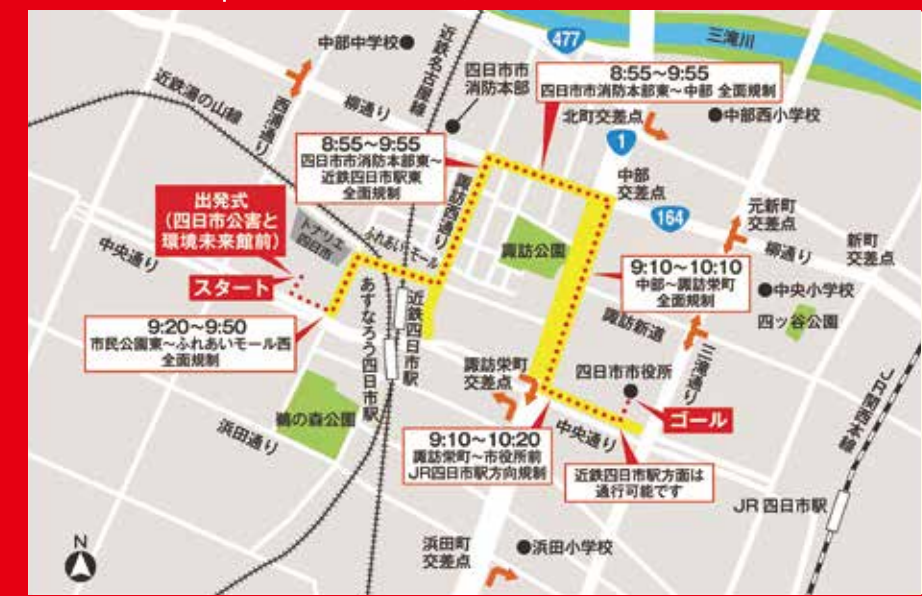 477
三滝川
中部中学校
近鉄名古屋線
四日市市
消防本部
8:55～9:55
四日市市消防本部東～中部 全面規制
近鉄湯の山線
西浦通り
柳通り
北町交差点
中部西小学校
1
8:55～9:55
四日市市消防本部東～
近鉄四日市駅東
全面規制
諏訪西通り
中部
交差点
164
元新町
交差点
柳通り
新町
交差点
出発式
(四日市公害と
環境未来館前)
トナリエ
四日市
ふれあいモール
諏訪公園
中央通り
スタート
9:10～10:10
中部～諏訪栄町
全面規制
中央小学校
四ッ谷公園
9:20～9:50
市民公園東～ふれあいモール西
全面規制
あすなろう四日市駅
近鉄四日市駅
諏訪新道
三滝通り
諏訪栄町
交差点
四日市市役所
ゴール
JR関西本線
鵜の森公園
浜田通り
中央通り
9:10～10:20
諏訪栄町～市役所前
JR四日市駅方向規制
近鉄四日市駅方面は
通行可能です
JR 四日市駅
N
浜田町
交差点
浜田小学校